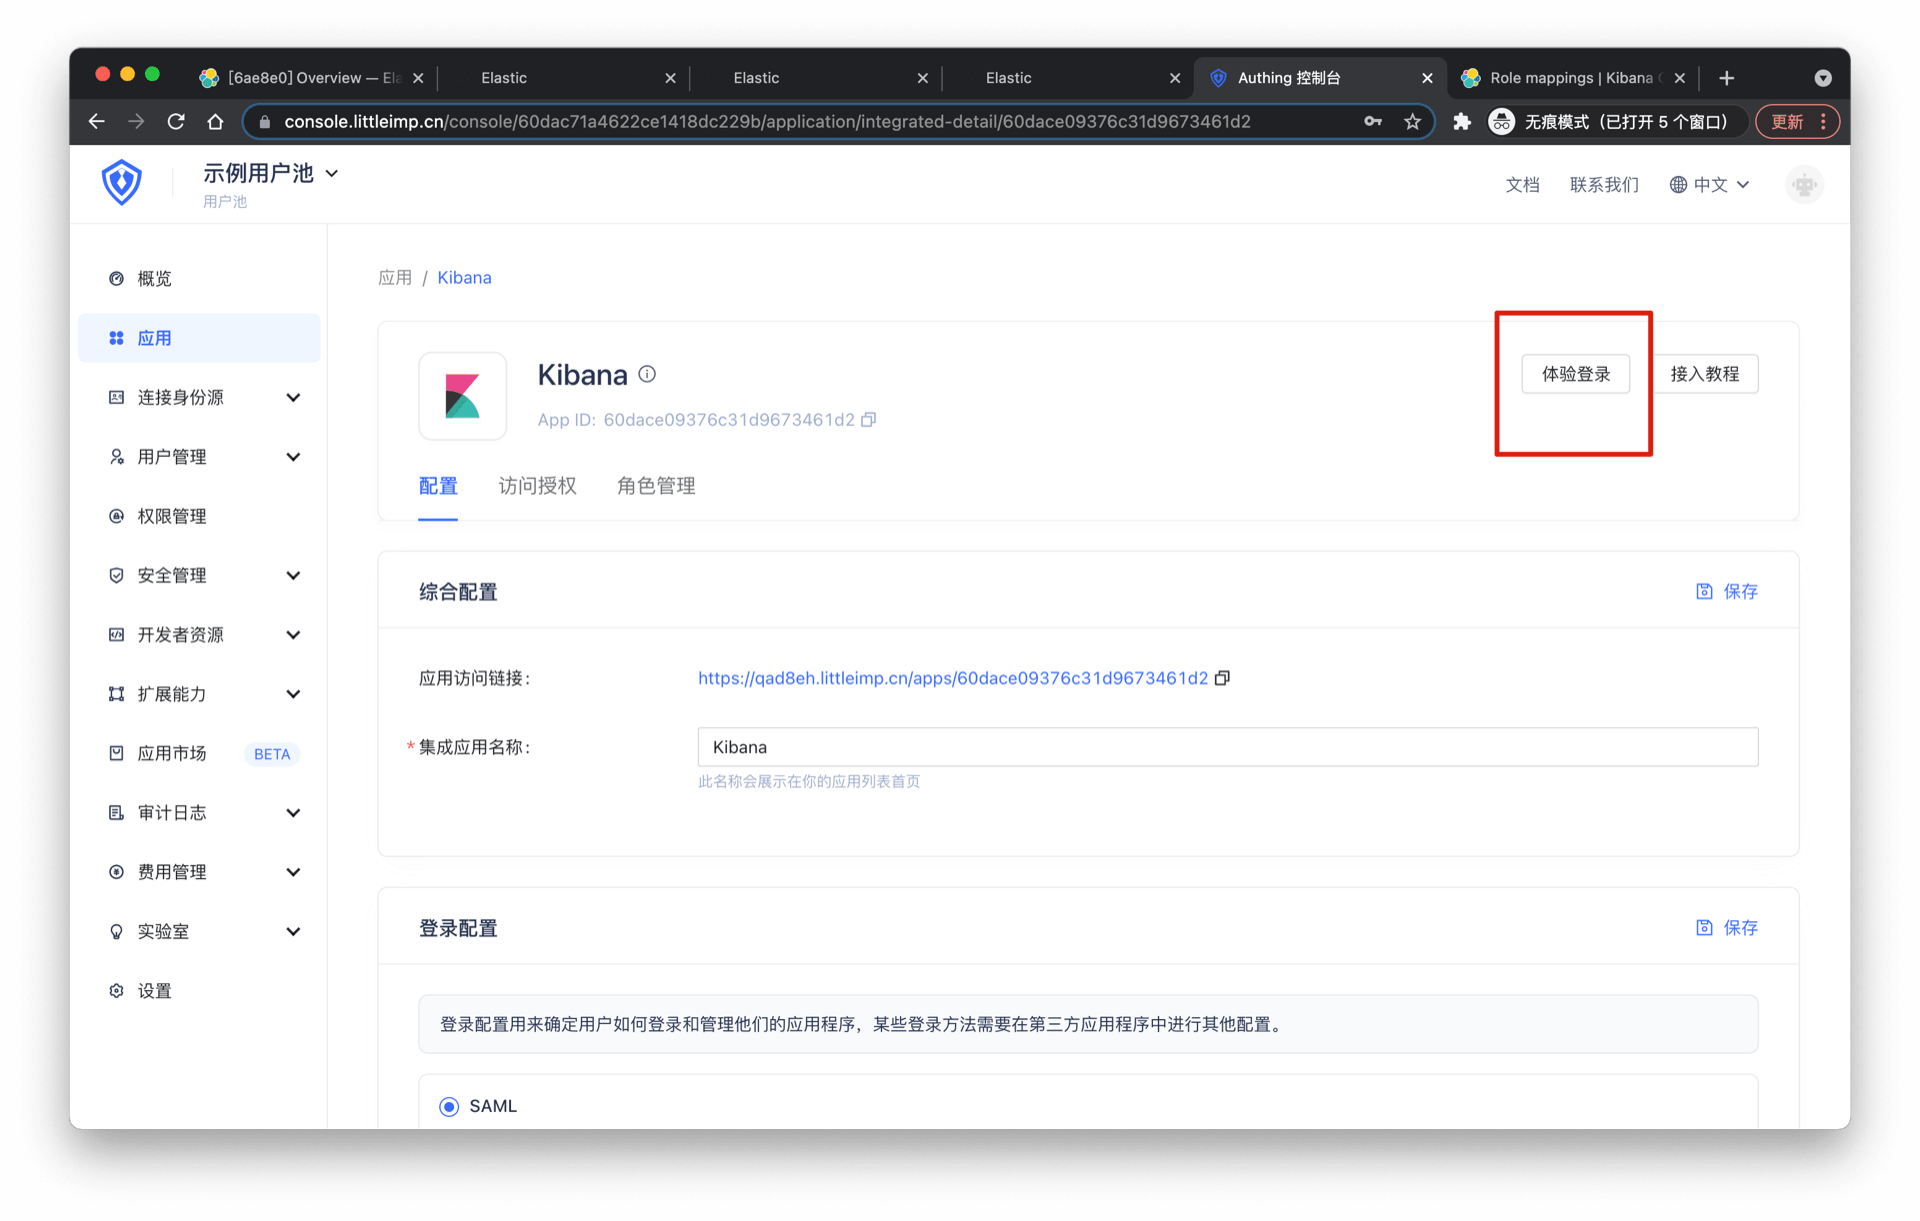 [6ae8e0] Overview — Ela
Elastic
Elastic
Elastic
Authing 控制台
Role mappings | Kibana
console.littleimp.cn/console/60dac71a4622ce1418dc229b/application/integrated-detail/60dace09376c31d9673461d2
无痕模式（已打开 5 个窗口）
更新
示例用户池
用户池
文档
联系我们
中文
概览
应用
连接身份源
用户管理
权限管理
安全管理
开发者资源
扩展能力
应用市场
BETA
审计日志
费用管理
实验室
设置
应用 / Kibana
Kibana
App ID: 60dace09376c31d9673461d2
体验登录
接入教程
配置
访问授权
角色管理
综合配置
保存
应用访问链接：
https://qad8eh.littleimp.cn/apps/60dace09376c31d9673461d2
* 集成应用名称：
Kibana
此名称会展示在你的应用列表首页
登录配置
保存
登录配置用来确定用户如何登录和管理他们的应用程序，某些登录方法需要在第三方应用程序中进行其他配置。
SAML